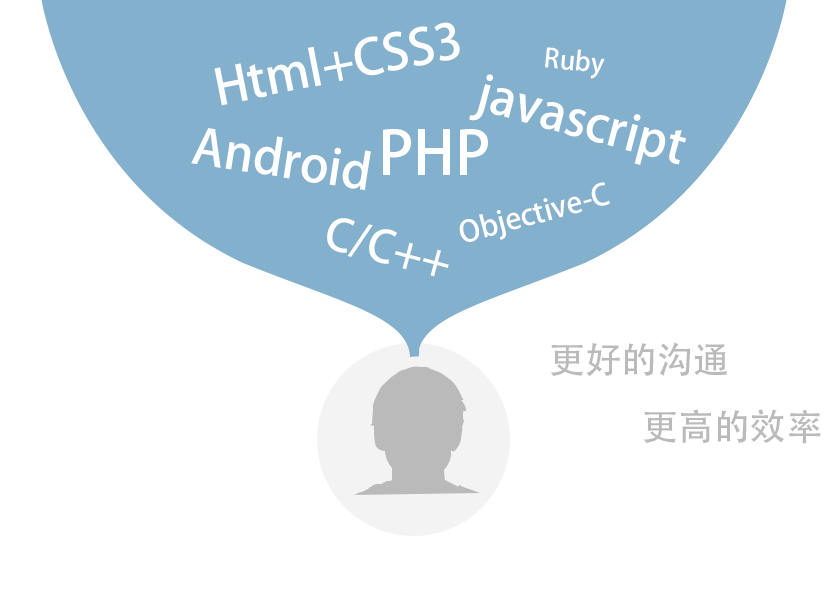 Html+CSS3
Ruby
javascript
Android
PHP
Objective-C
C/C++
更好的沟通
更高的效率